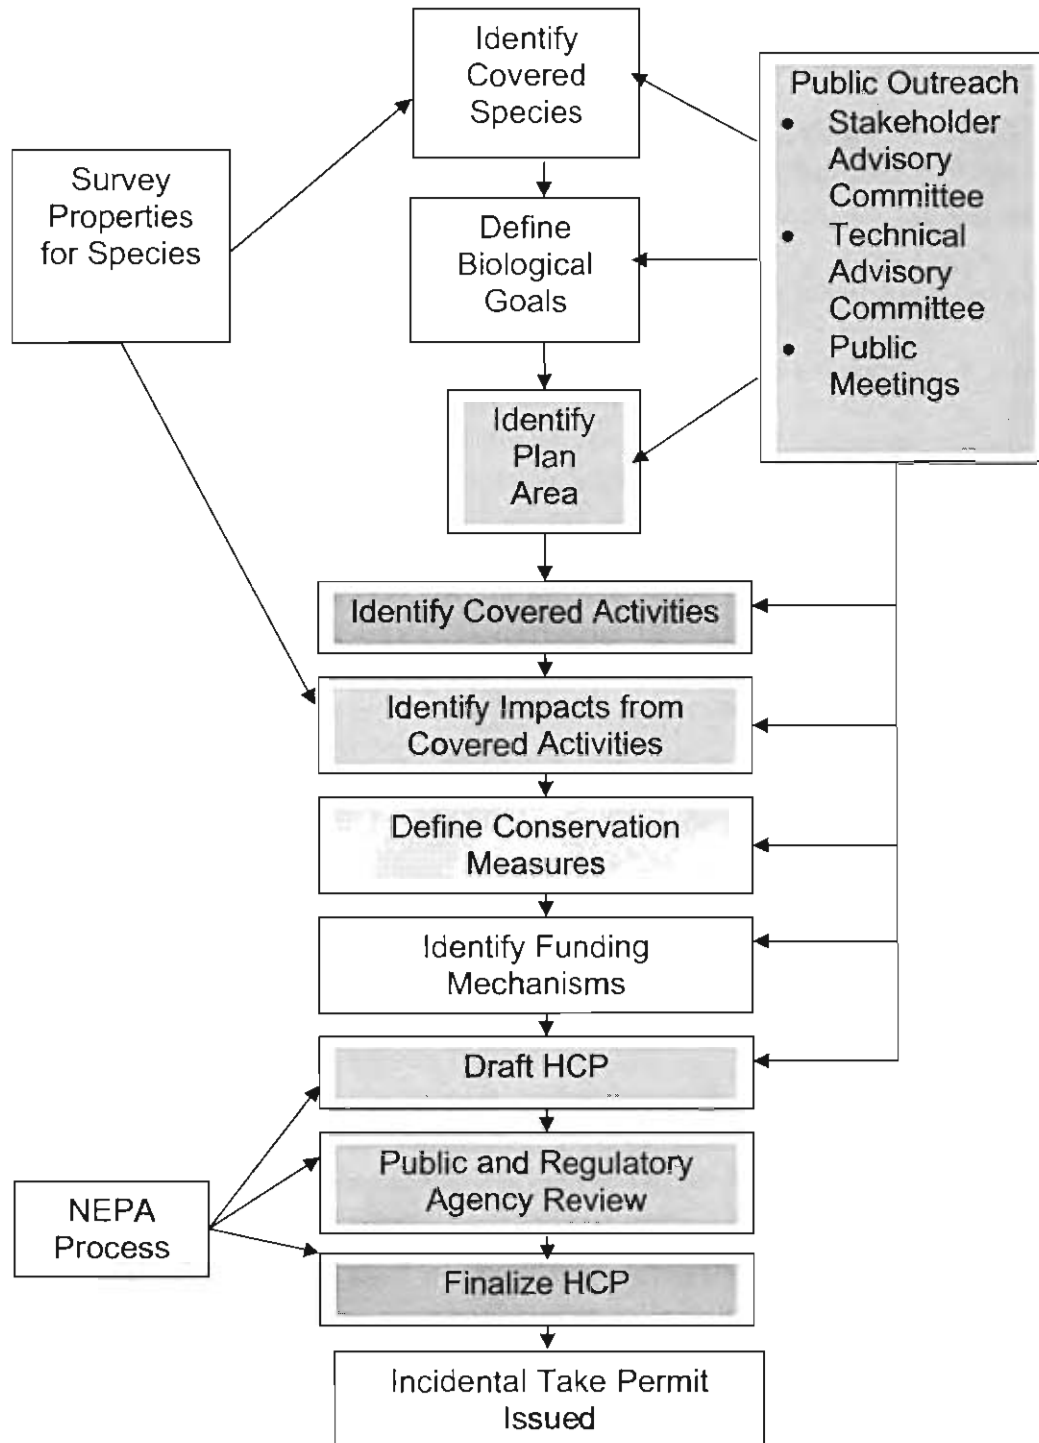 Identify
Covered
Species
Public Outreach
• Stakeholder
Advisory
Committee
• Technical
Advisory
Committee
• Public
Meetings
Survey
Properties
for Species
Define
Biological
Goals
Identify
Plan
Area
Identify Covered Activities
Identify Impacts from
Covered Activities
Define Conservation
Measures
Identify Funding
Mechanisms
Draft HCP
Public and Regulatory
Agency Review
NEPA
Process
Finalize HCP
Incidental Take Permit
Issued